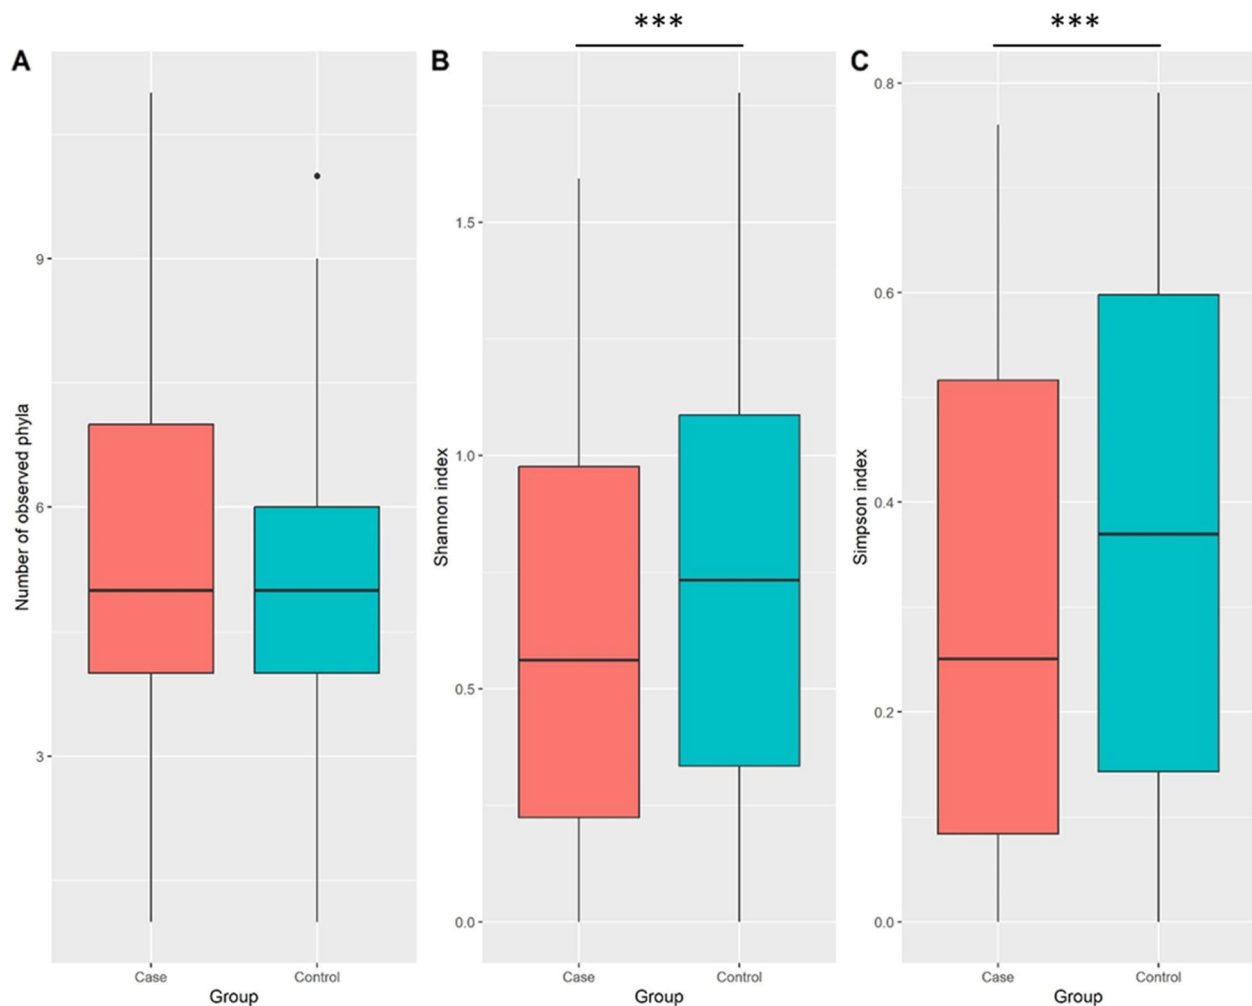 *** ***
A B C
Number of observed phyla
9
6
3
Case Control
Group
Shannon index
1.5
1.0
0.5
0.0
Case Control
Group
Simpson index
0.8
0.6
0.4
0.2
0.0
Case Control
Group